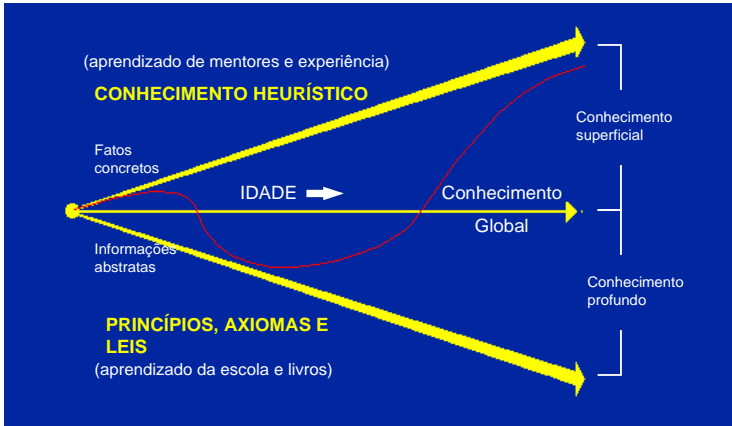 (aprendizado de mentores e experiência)
CONHECIMENTO HEURÍSTICO
Conhecimento
superficial
Fatos
concretos
IDADE
Conhecimento
Global
Informações
abstratas
Conhecimento
profundo
PRINCÍPIOS, AXIOMAS E
LEIS
(aprendizado da escola e livros)